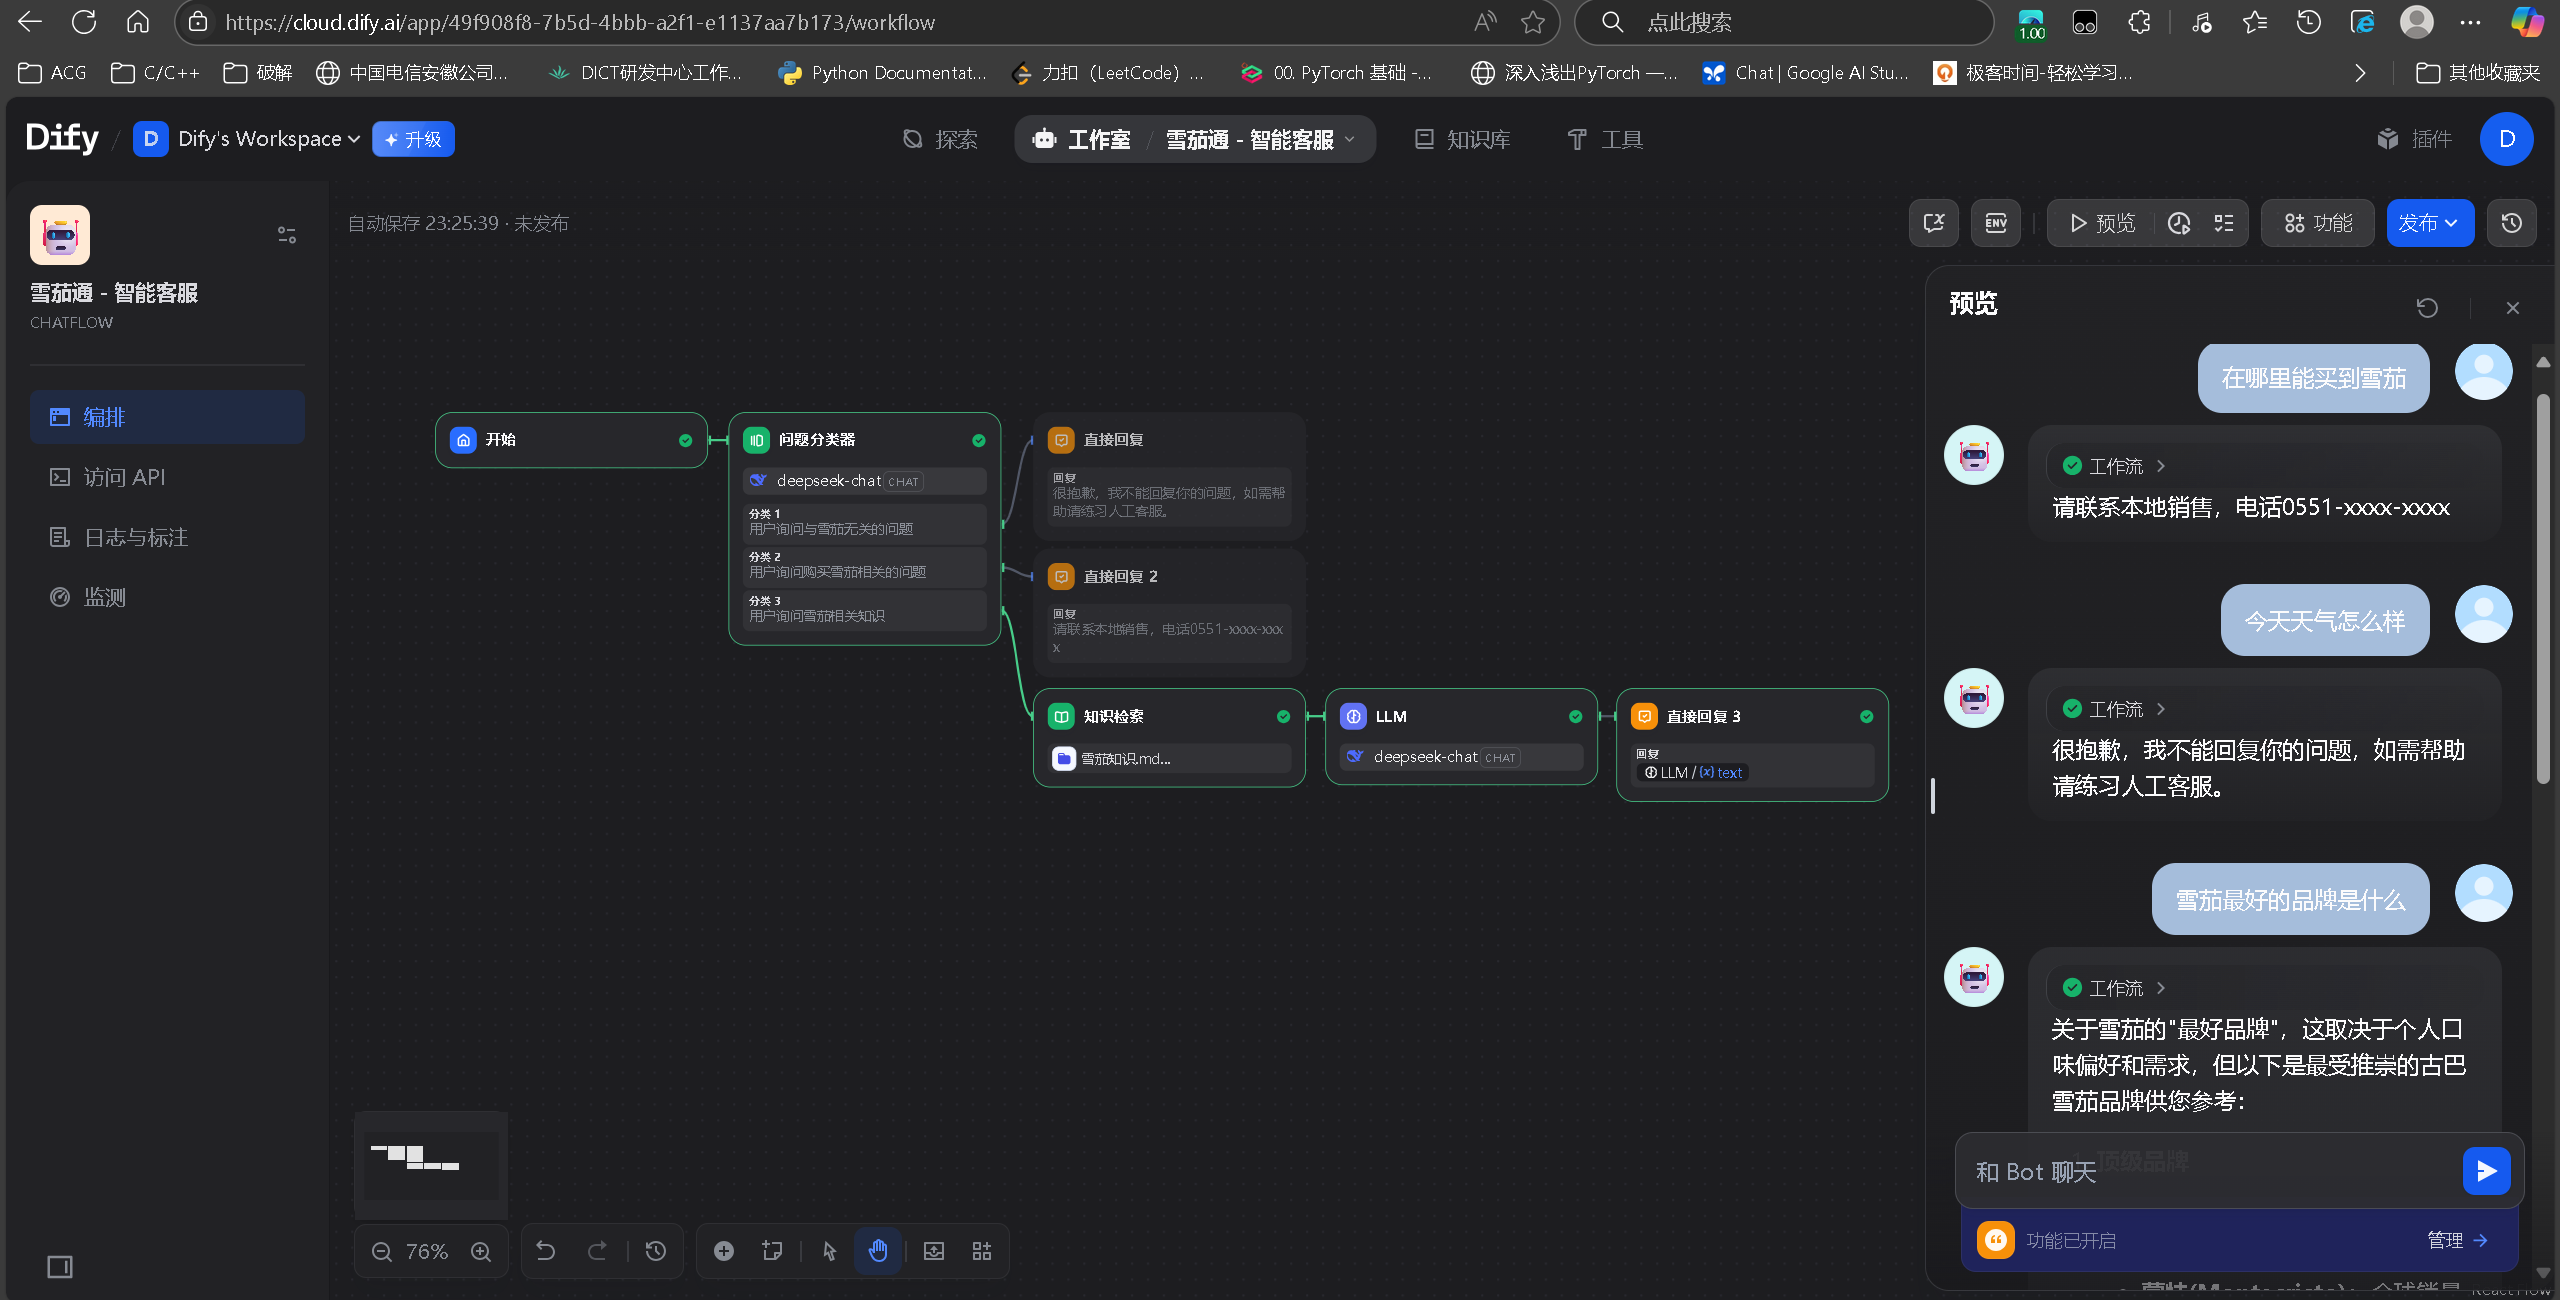 https://cloud.dify.ai/app/49f908f8-7b5d-4bbb-a2f1-e1137aa7b173/workflow
点此搜索
1.00
ACG
C/C++
破解
中国电信安徽公司...
DICT研发中心工作...
Python Documentat...
力扣（LeetCode）...
00. PyTorch 基础 -...
深入浅出PyTorch —...
Chat | Google AI Stu...
极客时间-轻松学习...
其他收藏夹
Dify / D Dify's Workspace 升级
探索
工作室 / 雪茄通 - 智能客服
知识库
工具
插件
D
雪茄通 - 智能客服
CHATFLOW
编排
访问 API
日志与标注
监测
自动保存 23:25:39 · 未发布
ENV
预览
功能
发布
开始
问题分类器
deepseek-chat CHAT
分类 1
用户询问与雪茄无关的问题
分类 2
用户询问购买雪茄相关的问题
分类 3
用户询问雪茄相关知识
直接回复
回复
很抱歉，我不能回复你的问题，如需帮
助请练习人工客服。
直接回复 2
回复
请联系本地销售，电话0551-xxxx-xxx
x
知识检索
雪茄知识.md...
LLM
deepseek-chat CHAT
直接回复 3
回复
LLM / {x} text
76%
预览
在哪里能买到雪茄
工作流
请联系本地销售，电话0551-xxxx-xxxx
今天天气怎么样
工作流
很抱歉，我不能回复你的问题，如需帮助
请练习人工客服。
雪茄最好的品牌是什么
工作流
关于雪茄的"最好品牌"，这取决于个人口
味偏好和需求，但以下是最受推崇的古巴
雪茄品牌供您参考：
顶级品牌
和 Bot 聊天
功能已开启
管理
React Flow